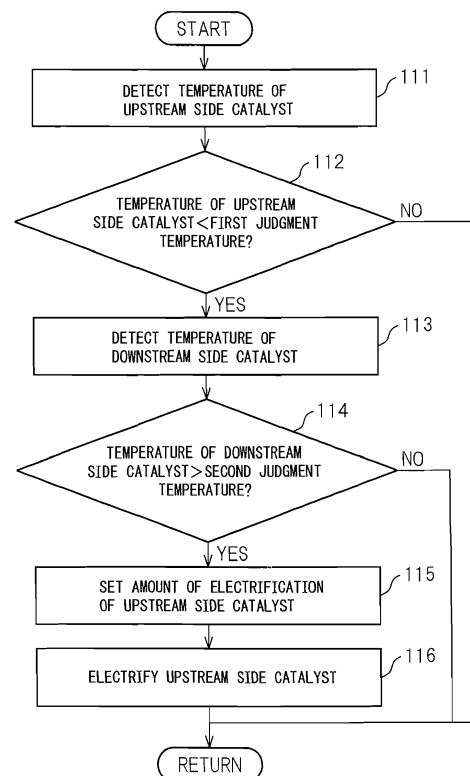 START
DETECT TEMPERATURE OF
UPSTREAM SIDE CATALYST
111
112
TEMPERATURE OF UPSTREAM
SIDE CATALYST<FIRST JUDGMENT
TEMPERATURE?
NO
YES
DETECT TEMPERATURE OF
DOWNSTREAM SIDE CATALYST
113
114
TEMPERATURE OF DOWNSTREAM
SIDE CATALYST>SECOND JUDGMENT
TEMPERATURE?
NO
YES
SET AMOUNT OF ELECTRIFICATION
OF UPSTREAM SIDE CATALYST
115
ELECTRIFY UPSTREAM SIDE CATALYST
116
RETURN